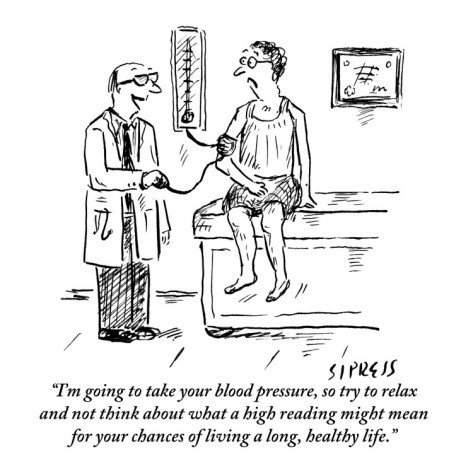 SIPRESS
“I'm going to take your blood pressure, so try to relax
and not think about what a high reading might mean
for your chances of living a long, healthy life.”